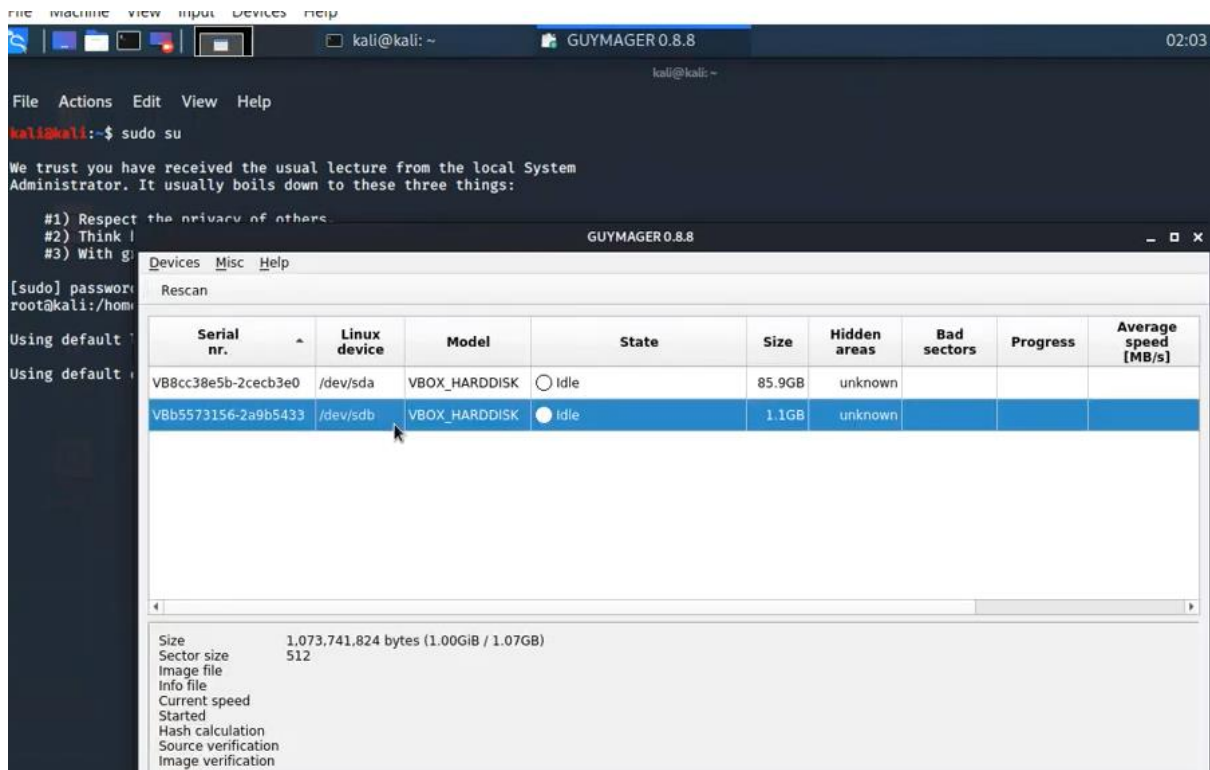 File Machine View Input Devices Help
kali@kali: ~
GUYMAGER 0.8.8
02:03
kali@kali: ~
File Actions Edit View Help
kali@kali:~$ sudo su
We trust you have received the usual lecture from the local System
Administrator. It usually boils down to these three things:
#1) Respect the privacy of others.
#2) Think
#3) With
GUYMAGER 0.8.8
Devices Misc Help
[sudo]
Rescan
root@kali:
Using default
Using default
Serial nr. Linux device Model State Size Hidden areas Bad sectors Progress Average speed [MB/s]
VB8cc38e5b-2cecb3e0 /dev/sda VBOX_HARDDISK Idle 85.9GB unknown
VBb5573156-2a9b5433 /dev/sdb VBOX_HARDDISK Idle 1.1GB unknown
Size 1,073,741,824 bytes (1.00GiB / 1.07GB)
Sector size 512
Image file
Info file
Current speed
Started
Hash calculation
Source verification
Image verification